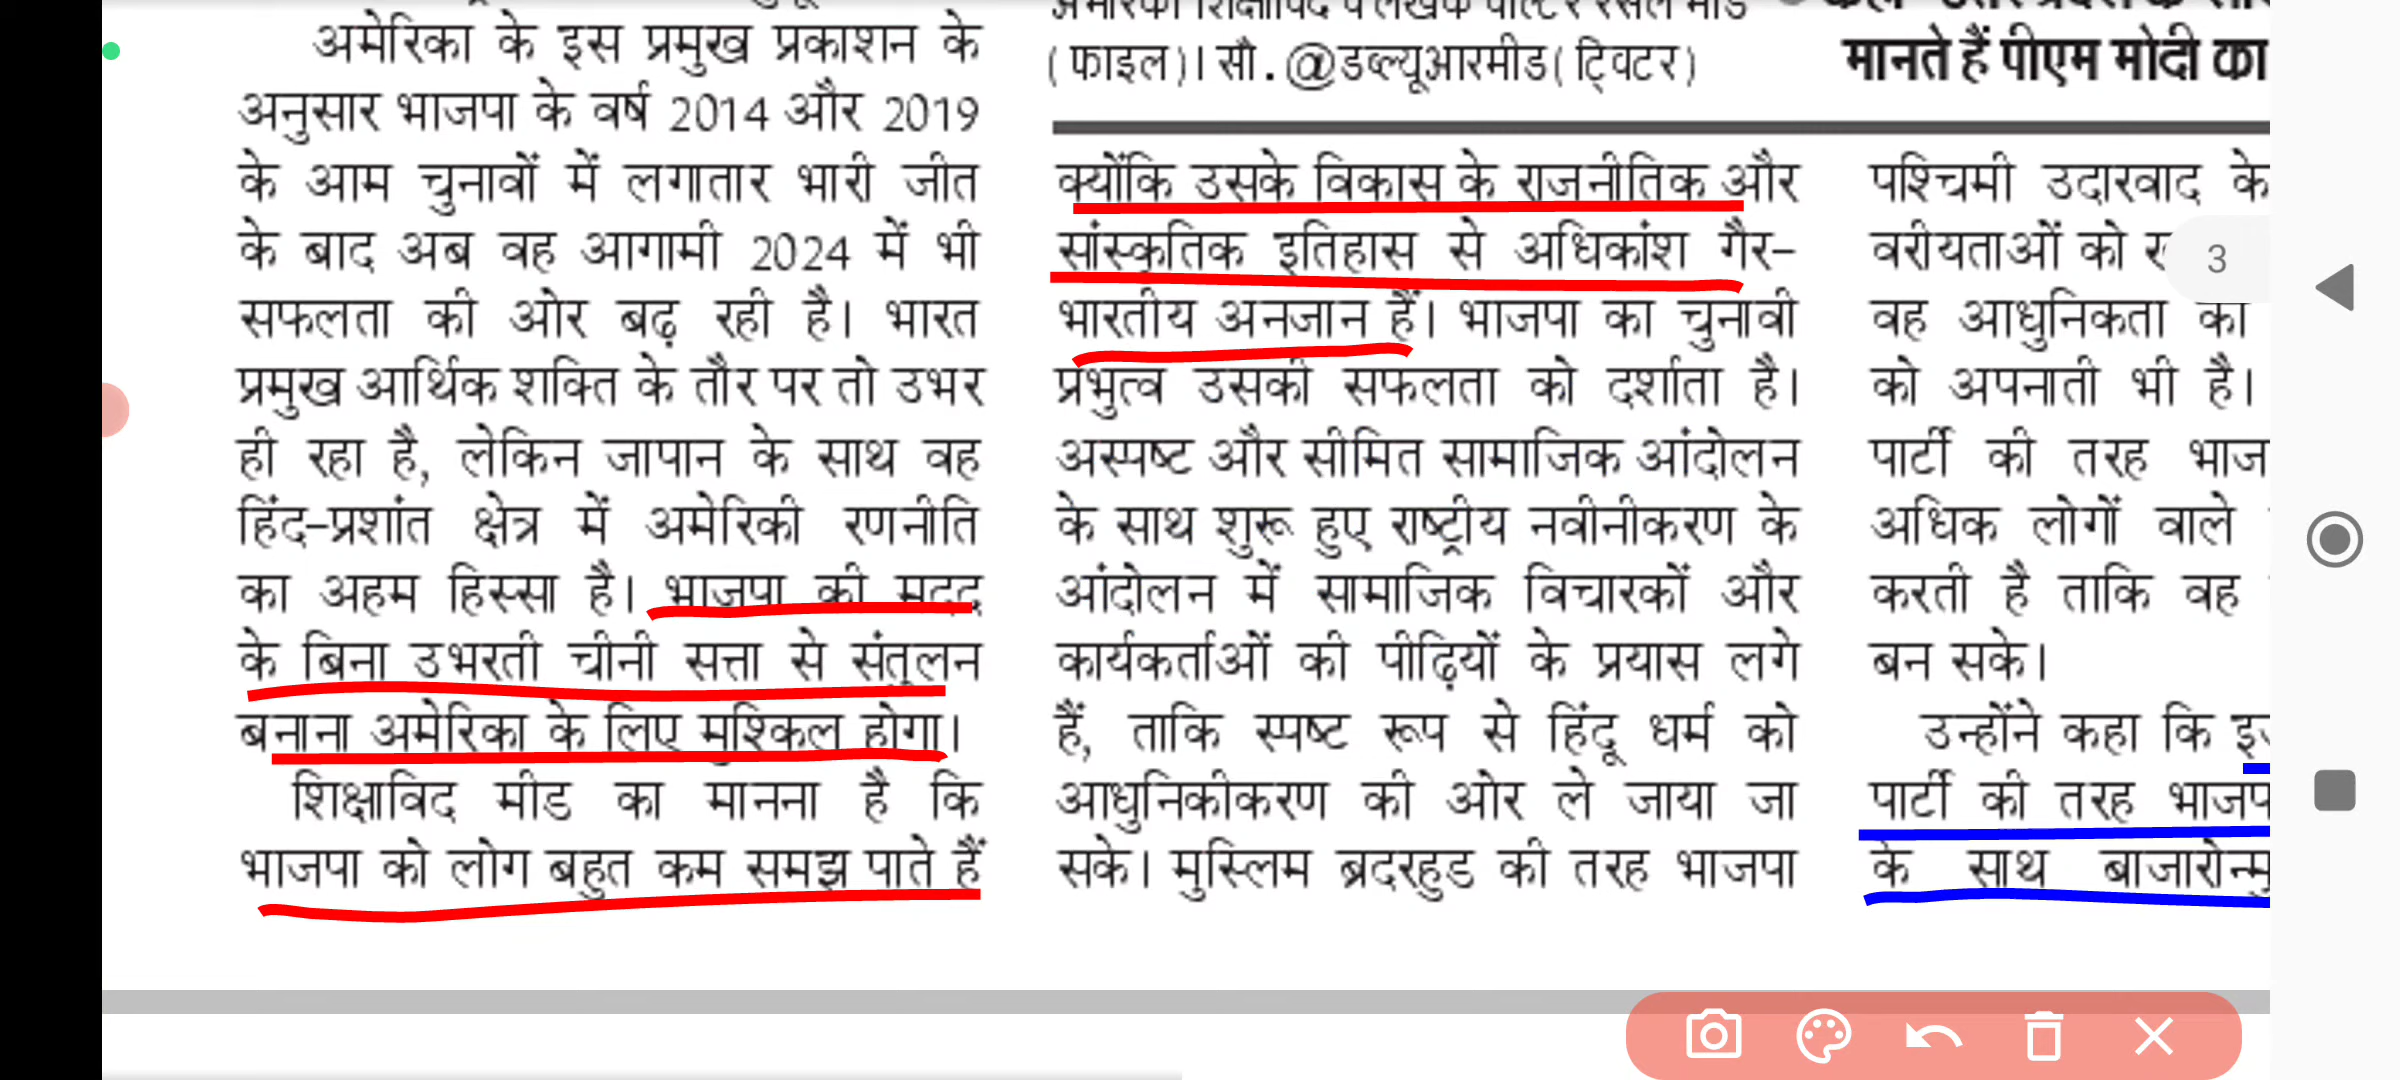 अमेरिका के इस प्रमुख प्रकाशन के
अनुसार भाजपा के वर्ष 2014 और 2019
के आम चुनावों में लगातार भारी जीत
के बाद अब वह आगामी 2024 में भी
सफलता की ओर बढ़ रही है। भारत
प्रमुख आर्थिक शक्ति के तौर पर तो उभर
ही रहा है, लेकिन जापान के साथ वह
हिंद-प्रशांत क्षेत्र में अमेरिकी रणनीति
का अहम हिस्सा है। भाजपा की मदद
के बिना उभरती चीनी सत्ता से संतुलन
बनाना अमेरिका के लिए मुश्किल होगा।
शिक्षाविद मीड का मानना है कि
भाजपा को लोग बहुत कम समझ पाते हैं
अमेरिकी शिक्षाविद व लेखक वाल्टर रसेल मीड
(फाइल)। सौ. @डब्ल्यूआरमीड(ट्विटर)
क्योंकि उसके विकास के राजनीतिक और
सांस्कृतिक इतिहास से अधिकांश गैर-
भारतीय अनजान हैं। भाजपा का चुनावी
प्रभुत्व उसकी सफलता को दर्शाता है।
अस्पष्ट और सीमित सामाजिक आंदोलन
के साथ शुरू हुए राष्ट्रीय नवीनीकरण के
आंदोलन में सामाजिक विचारकों और
कार्यकर्ताओं की पीढ़ियों के प्रयास लगे
हैं, ताकि स्पष्ट रूप से हिंदू धर्म को
आधुनिकीकरण की ओर ले जाया जा
सके। मुस्लिम ब्रदरहुड की तरह भाजपा
मानते हैं पीएम मोदी का
पश्चिमी उदारवाद के
वरीयताओं को
वह आधुनिकता की
को अपनाती भी है।
पार्टी की तरह भाज
अधिक लोगों वाले
करती है ताकि वह
बन सके।
उन्होंने कहा कि
पार्टी की तरह भाजप
के साथ बाजारोन्मु
3